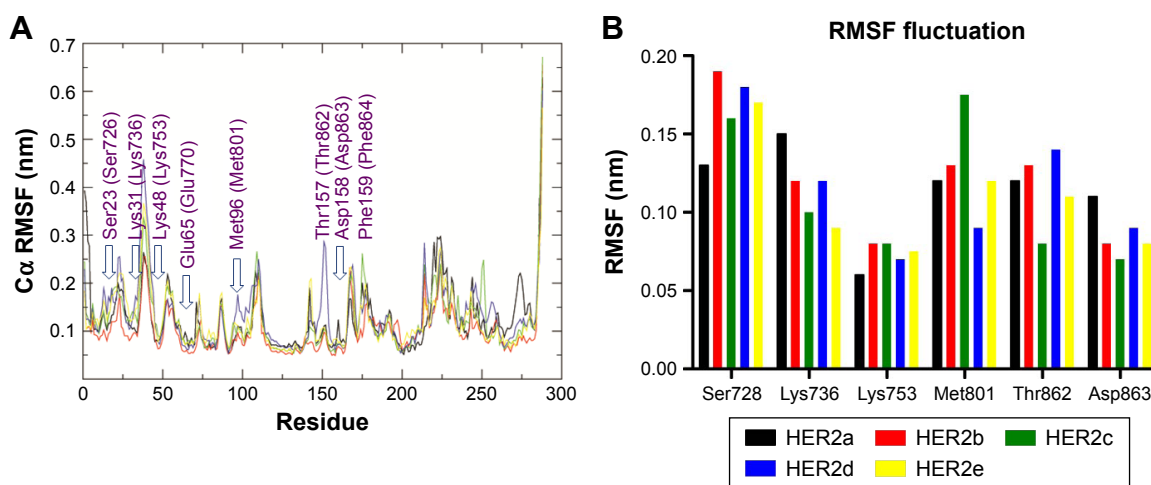 A
Cα RMSF (nm)
0.7
0.6
0.5
0.4
0.3
0.2
0.1
Ser23 (Ser726)
Lys31 (Lys736)
Lys48 (Lys753)
Glu65 (Glu770)
Met96 (Met801)
Thr157 (Thr862)
Asp158 (Asp863)
Phe159 (Phe864)
0 50 100 150 200 250 300
Residue
B
RMSF fluctuation
RMSF (nm)
0.20
0.15
0.10
0.05
0.00
Ser728 Lys736 Lys753 Met801 Thr862 Asp863
HER2a HER2b HER2c
HER2d HER2e